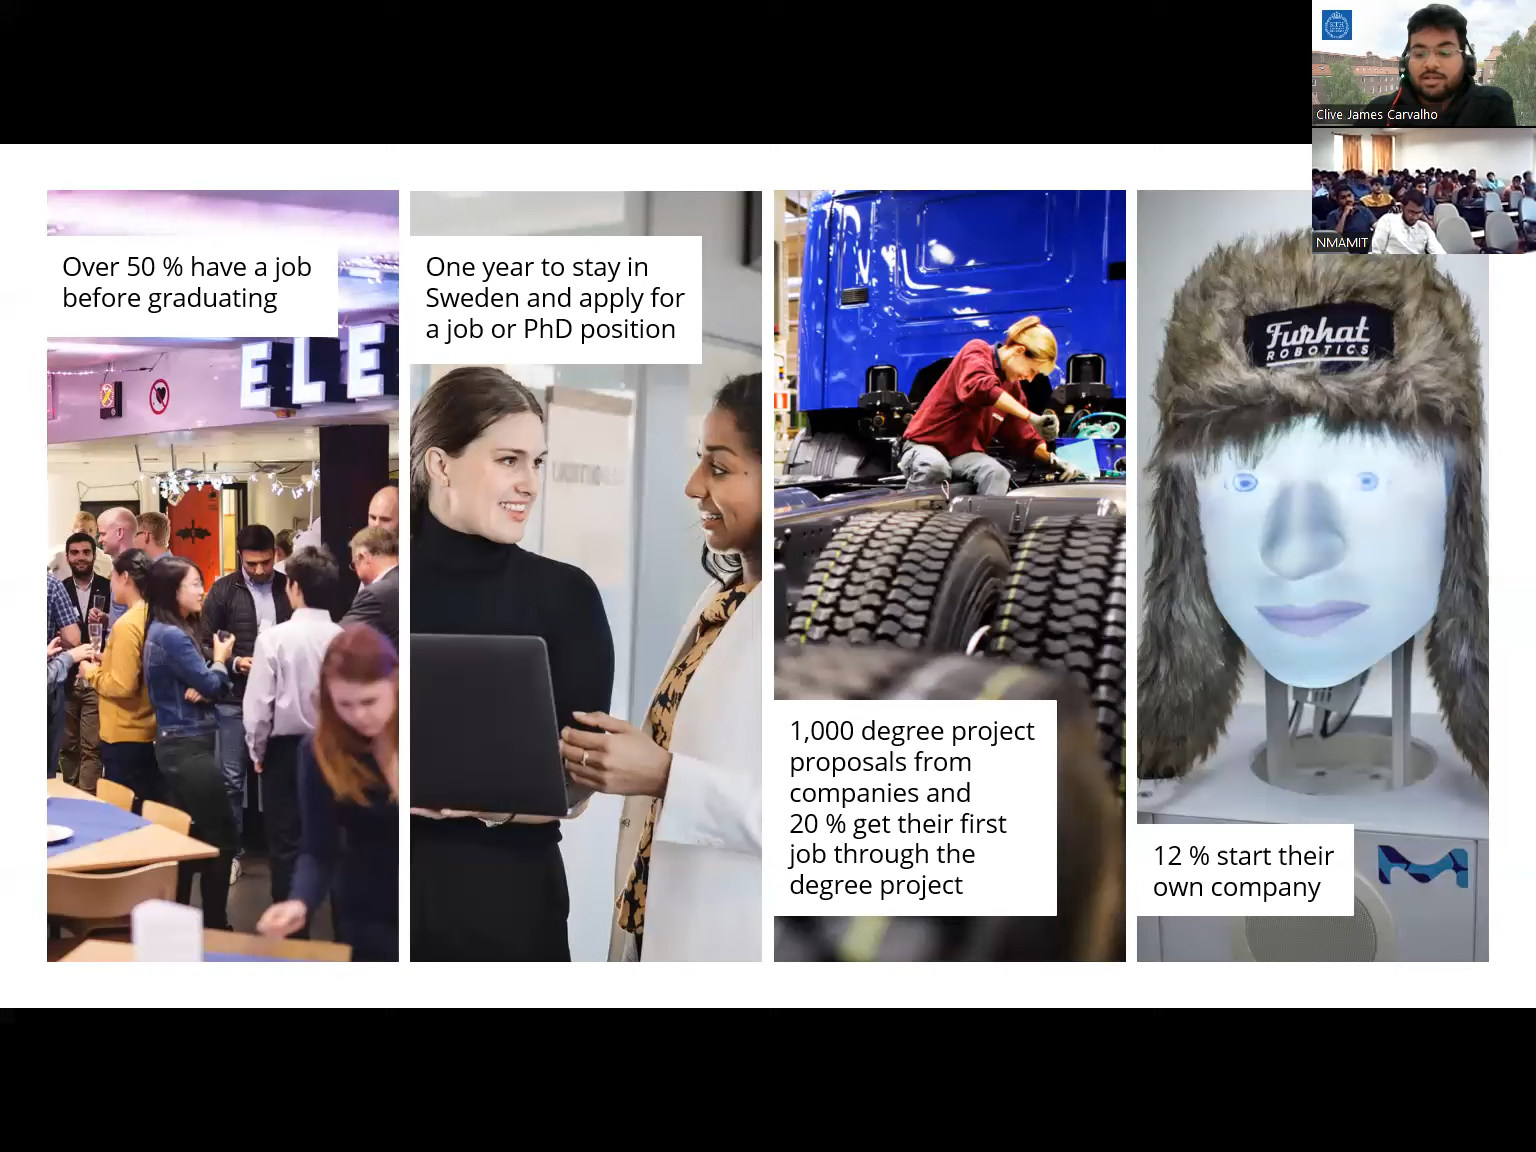 Clive James Carvalho
NMAMIT
Over 50 % have a job
before graduating
ELE
One year to stay in
Sweden and apply for
a job or PhD position
1,000 degree project
proposals from
companies and
20 % get their first
job through the
degree project
Furhat
ROBOTICS
12 % start their
own company
KTH